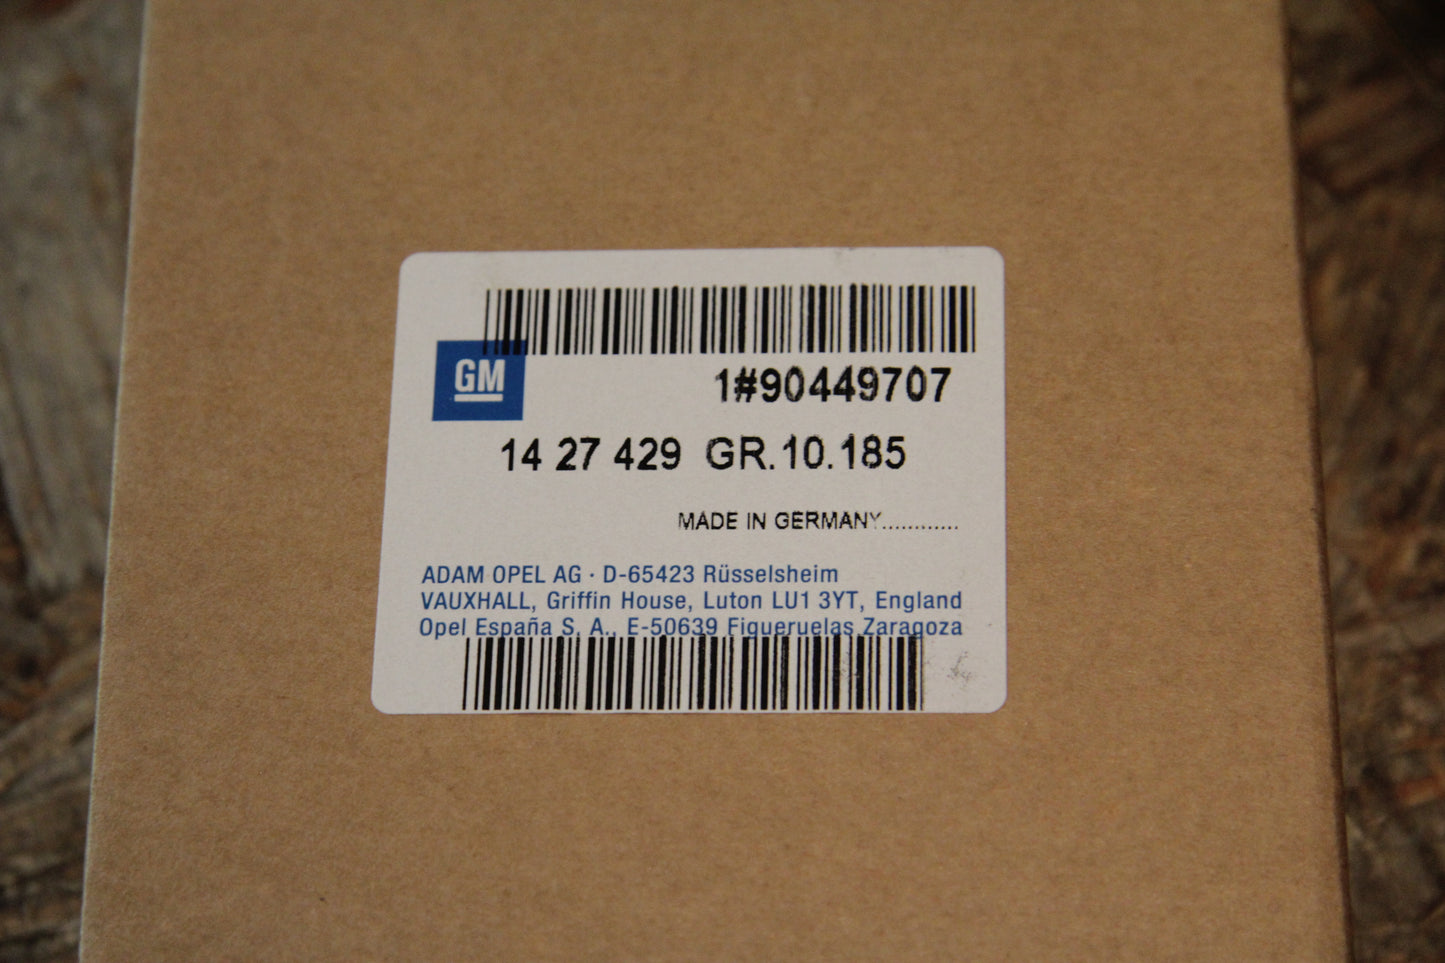 GM
1#90449707
14 27 429 GR.10.185
MADE IN GERMANY............
ADAM OPEL AG · D-65423 Rüsselsheim
VAUXHALL, Griffin House, Luton LU1 3YT, England
Opel España S. A., E-50639 Figueruelas Zaragoza